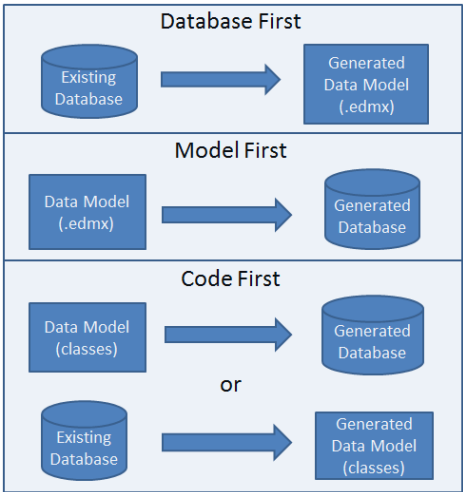 Database First
Existing
Database
Generated
Data Model
(.edmx)
Model First
Data Model
(.edmx)
Generated
Database
Code First
Data Model
(classes)
Generated
Database
or
Existing
Database
Generated
Data Model
(classes)